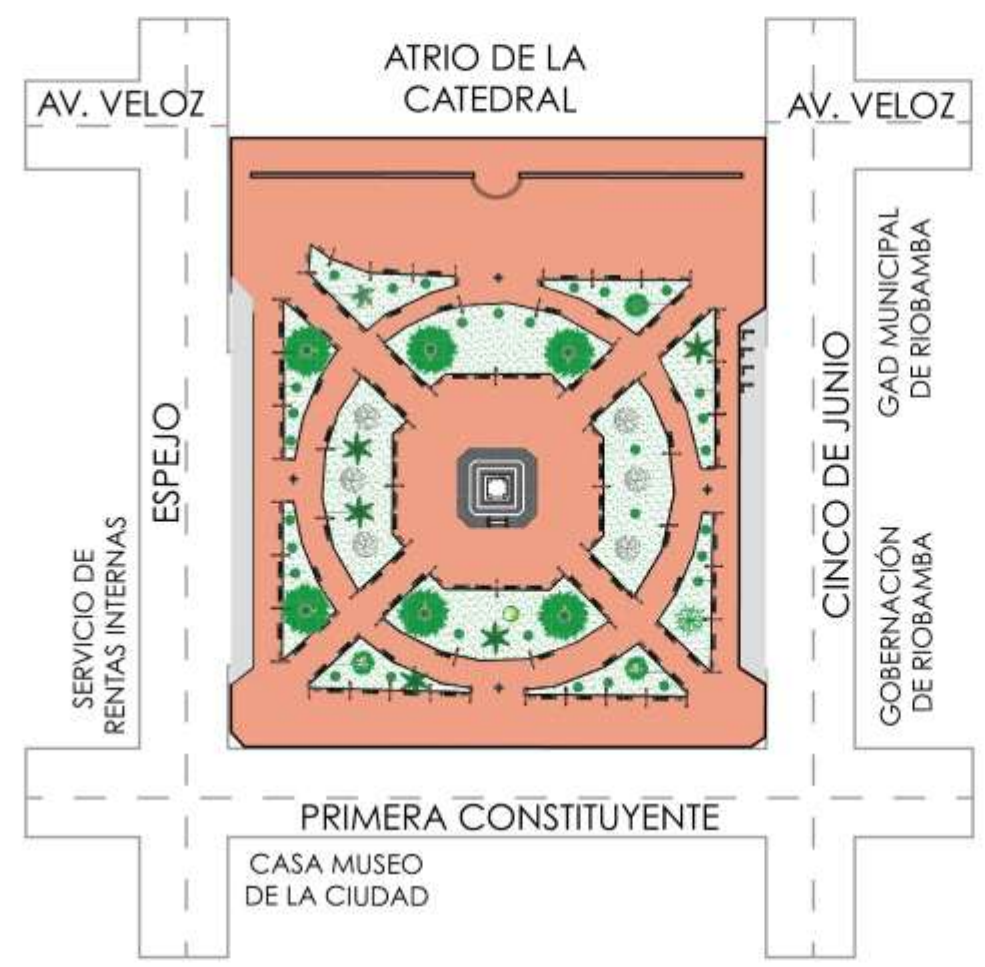 ATRIO DE LA
CATEDRAL
AV. VELOZ
AV. VELOZ
GAD MUNICIPAL
DE RIOBAMBA
CINCO DE JUNIO
ESPEJO
SERVICIO DE
RENTAS INTERNAS
GOBERNACIÓN
DE RIOBAMBA
PRIMERA CONSTITUYENTE
CASA MUSEO
DE LA CIUDAD